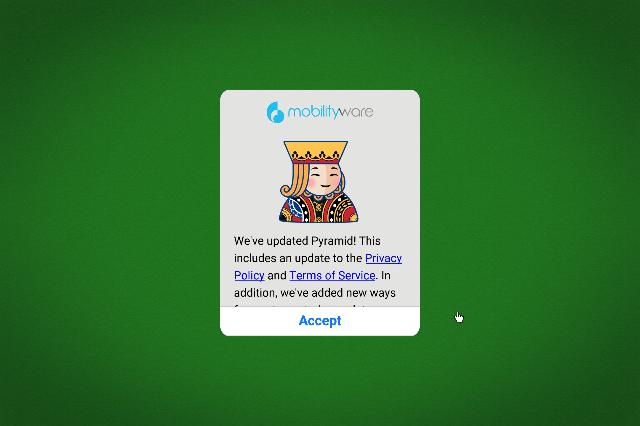 mobilityware
We've updated Pyramid! This
includes an update to the Privacy
Policy and Terms of Service. In
addition, we've added new ways
Accept